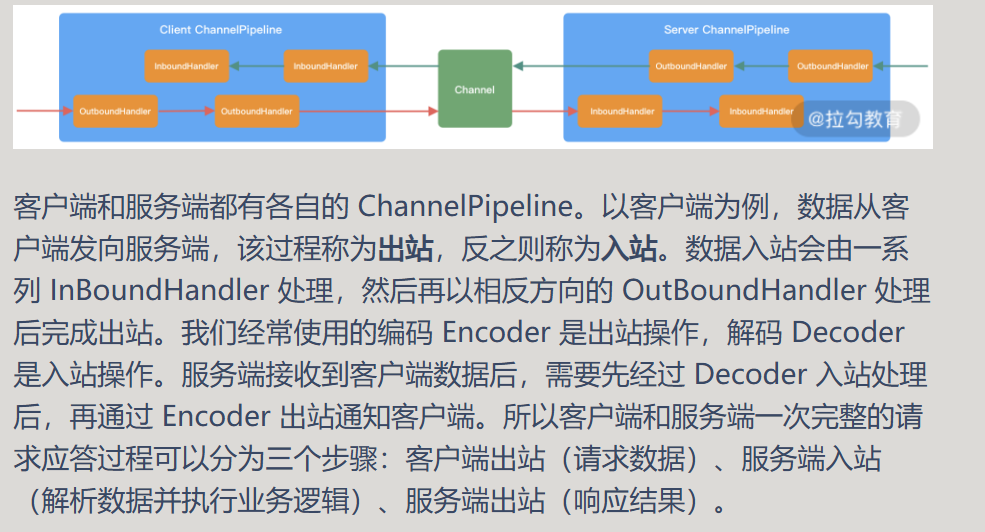 Client ChannelPipeline
Server ChannelPipeline
InboundHandler
InboundHandler
OutboundHandler
OutboundHandler
Channel
OutboundHandler
OutboundHandler
InboundHandler
InboundHandler
@拉勾教育
客户端和服务端都有各自的 ChannelPipeline。以客户端为例，数据从客
户端发向服务端，该过程称为出站，反之则称为入站。数据入站会由一系
列 InBoundHandler 处理，然后再以相反方向的 OutBoundHandler 处理
后完成出站。我们经常使用的编码 Encoder 是出站操作，解码 Decoder
是入站操作。服务端接收到客户端数据后，需要先经过 Decoder 入站处理
后，再通过 Encoder 出站通知客户端。所以客户端和服务端一次完整的请
求应答过程可以分为三个步骤：客户端出站（请求数据）、服务端入站
（解析数据并执行业务逻辑）、服务端出站（响应结果）。